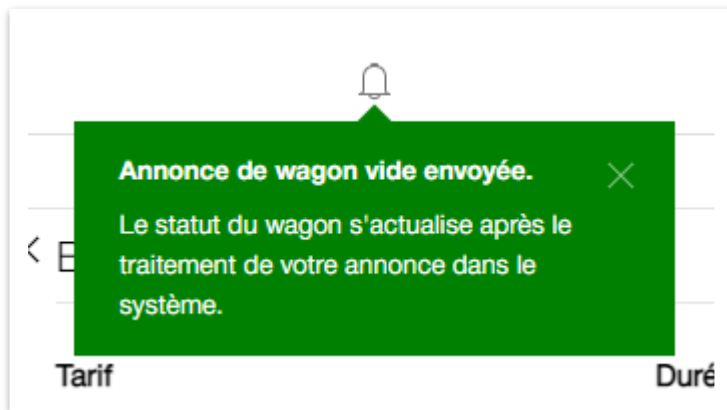 Annonce de wagon vide envoyée.
Le statut du wagon s'actualise après le
traitement de votre annonce dans le
système.
Tarif